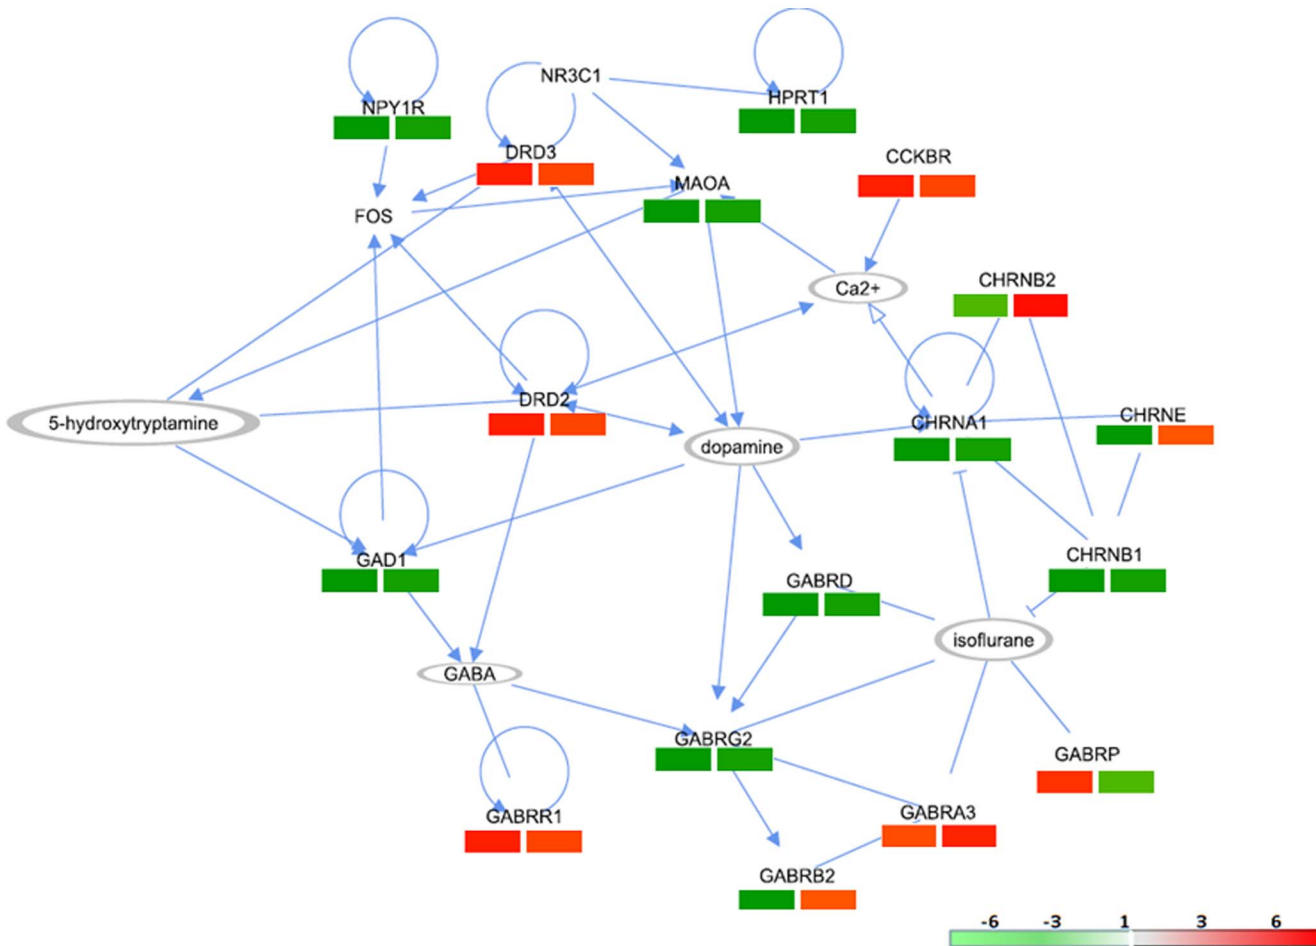 NR3C1
HPRT1
NPY1R
DRD3
CCKBR
MAOA
FOS
Ca2+
CHRNB2
DRD2
CHRNE
5-hydroxytryptamine
CHRNA1
dopamine
GAD1
CHRNB1
GABRD
isoflurane
GABA
GABRG2
GABRP
GABRR1
GABRA3
GABRB2
-6 -3 1 3 6